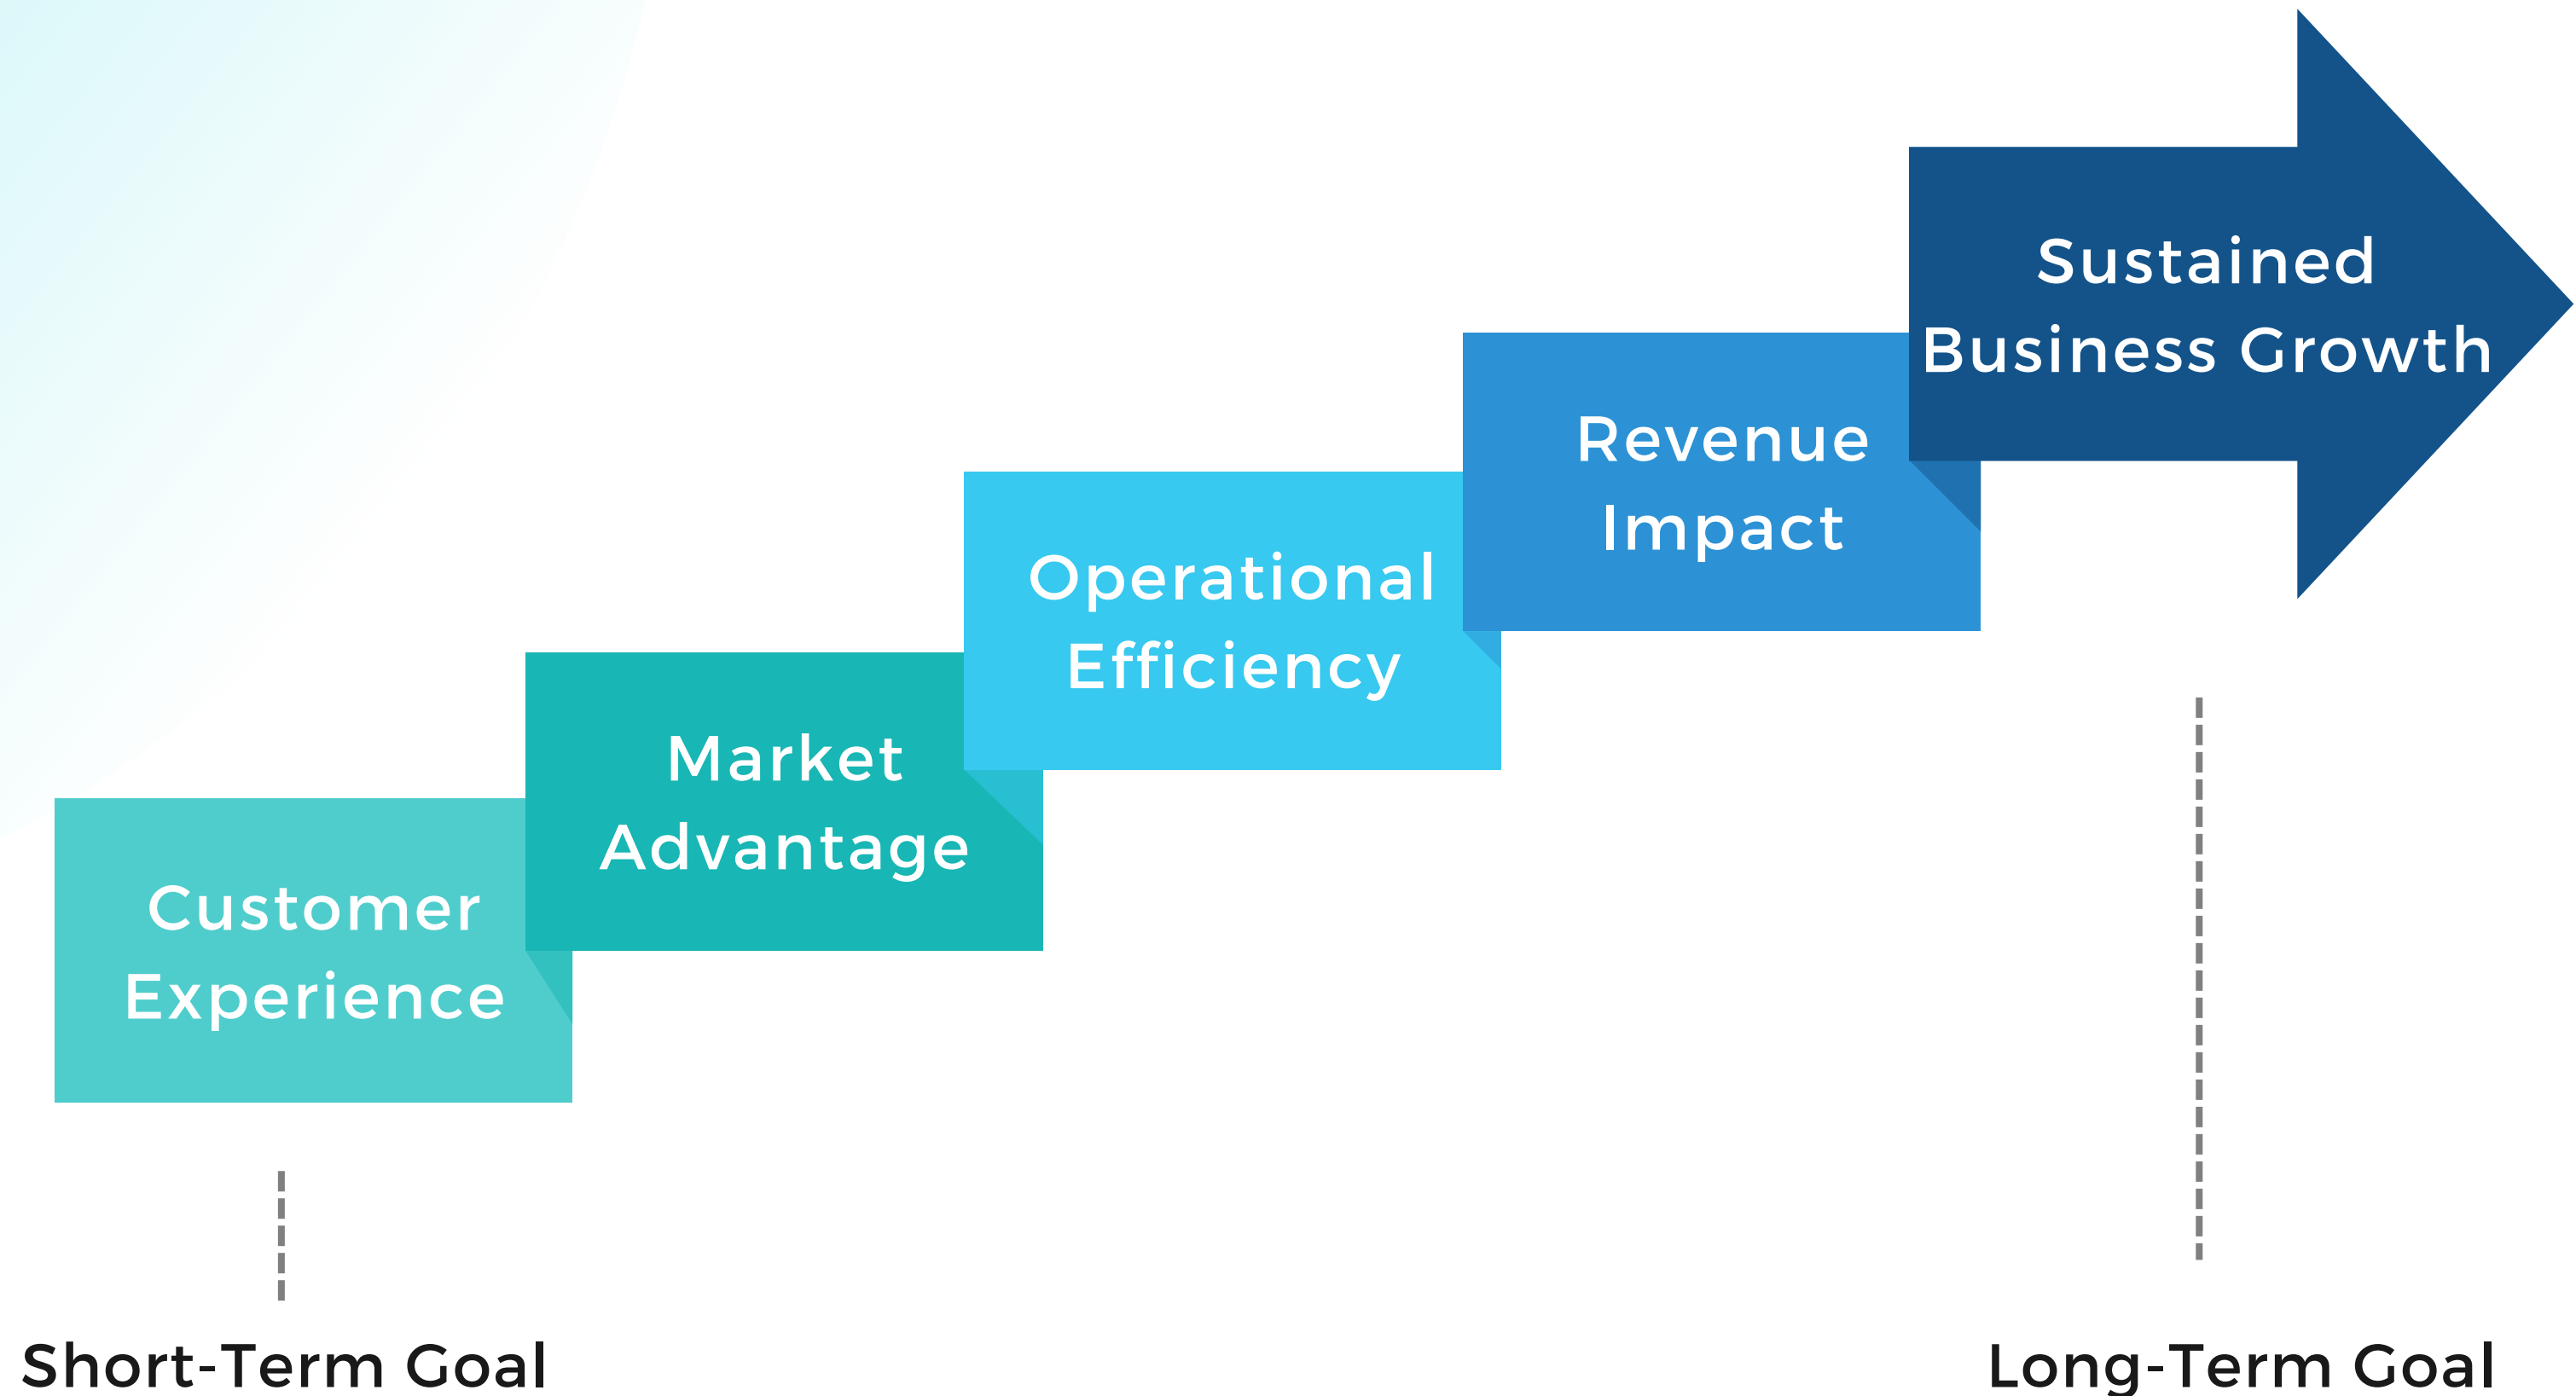 Customer
Experience
Market
Advantage
Operational
Efficiency
Revenue
Impact
Sustained
Business Growth
Short-Term Goal
Long-Term Goal